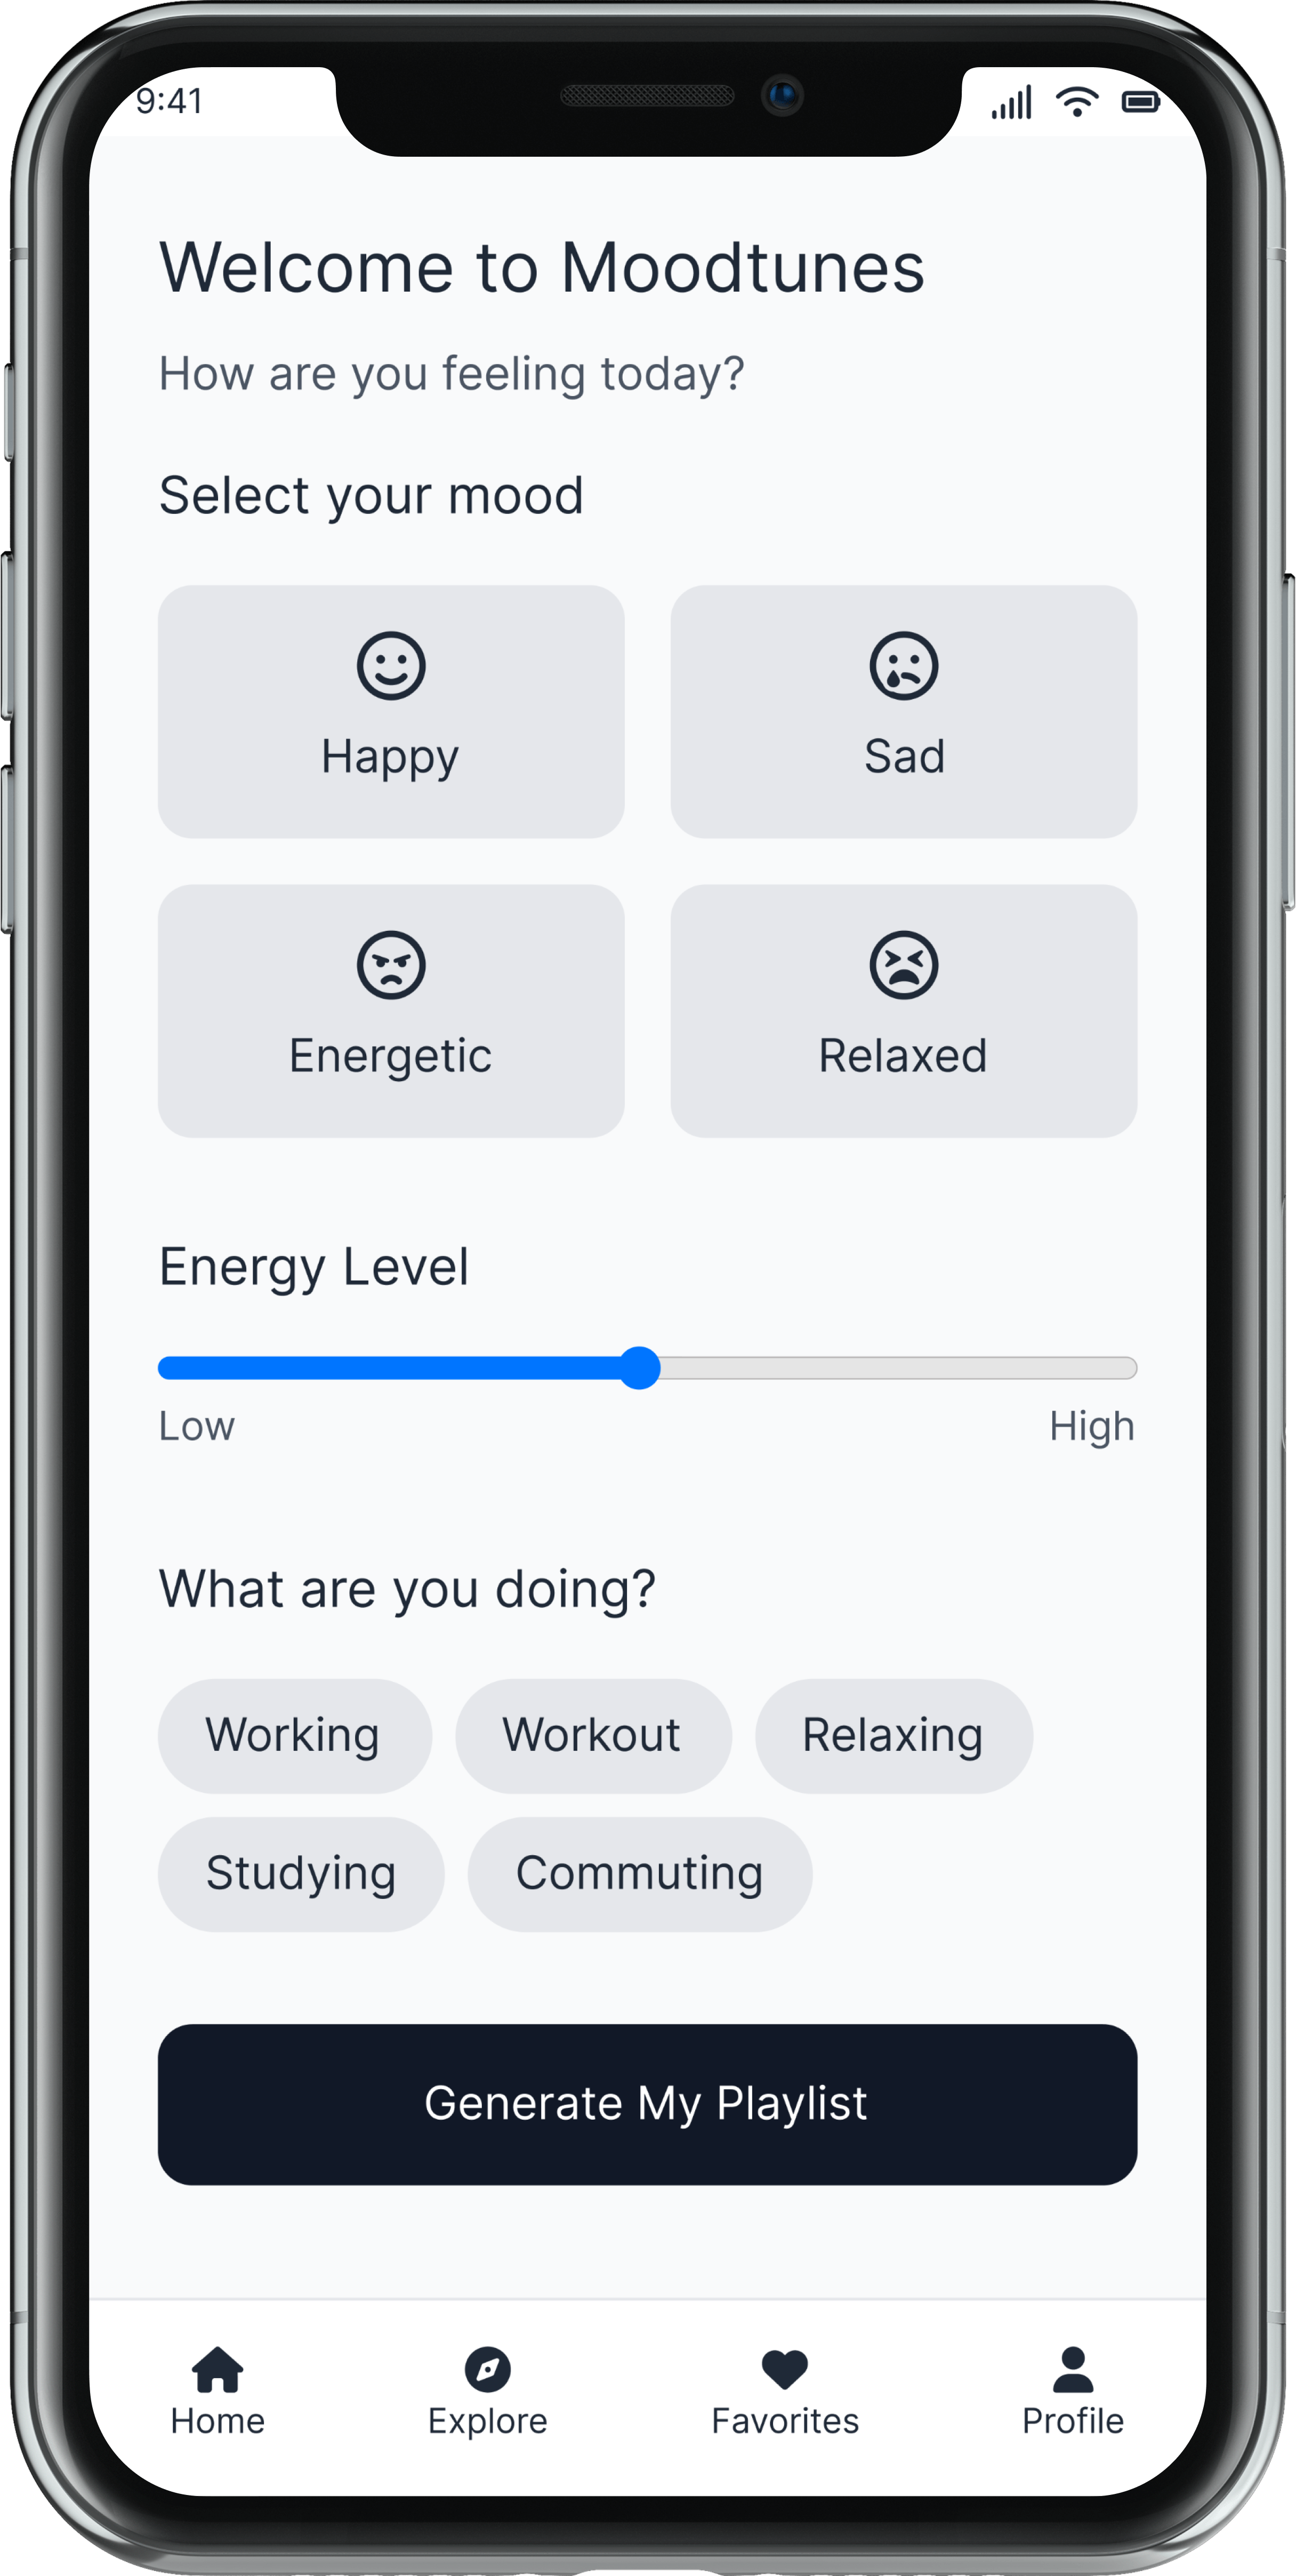 9:41
Welcome to Moodtunes
How are you feeling today?
Select your mood
Happy
Sad
Energetic
Relaxed
Energy Level
Low
High
What are you doing?
Working
Workout
Relaxing
Studying
Commuting
Generate My Playlist
Home
Explore
Favorites
Profile